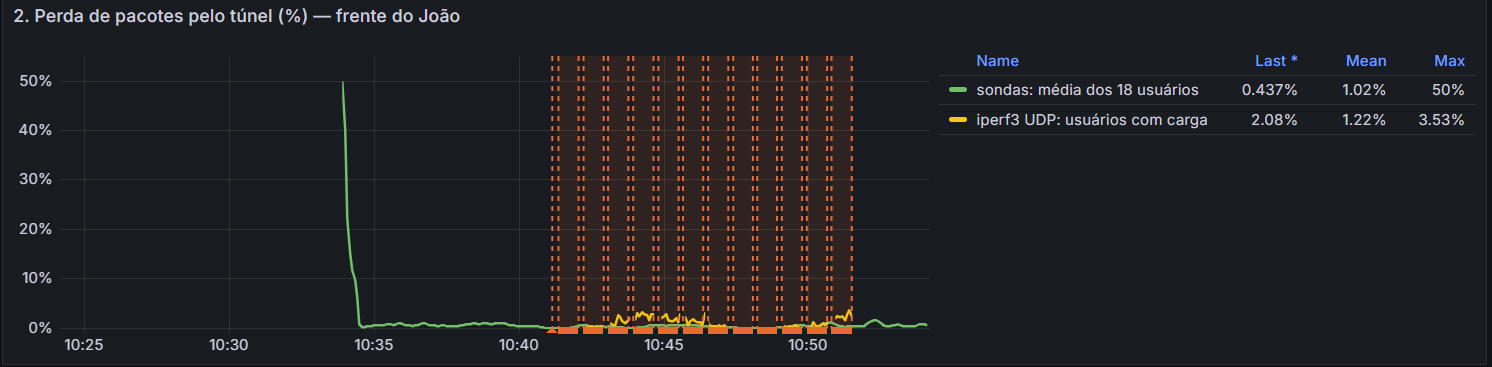 2. Perda de pacotes pelo túnel (%) — frente do João
Name Last * Mean Max
sondas: média dos 18 usuários 0.437% 1.02% 50%
iperf3 UDP: usuários com carga 2.08% 1.22% 3.53%
50%
40%
30%
20%
10%
0%
10:25 10:30 10:35 10:40 10:45 10:50